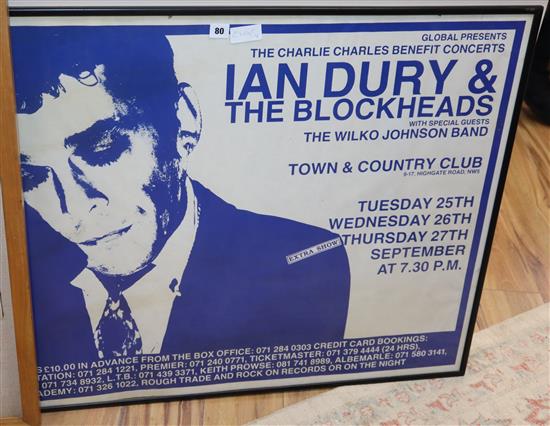 80
GLOBAL PRESENTS
THE CHARLIE CHARLES BENEFIT CONCERTS
IAN DURY &
THE BLOCKHEADS
WITH SPECIAL GUESTS
THE WILKO JOHNSON BAND
TOWN & COUNTRY CLUB
9-17, HIGHGATE ROAD, NW5
TUESDAY 25TH
WEDNESDAY 26TH
EXTRA SHOW
THURSDAY 27TH
SEPTEMBER
AT 7.30 P.M.
S £10,00 IN ADVANCE FROM THE BOX OFFICE: 071 284 0303 CREDIT CARD BOOKINGS:
TATION: 071 284 1221, PREMIER: 071 240 0771, TICKETMASTER: 071 379 4444 (24 HRS),
071 734 8932, L.T.B.: 071 439 3371, KEITH PROWSE: 081 741 8989, ALBEMARLE: 071 580 3141,
ADEMY: 071 326 1022. ROUGH TRADE AND ROCK ON RECORDS OR ON THE NIGHT